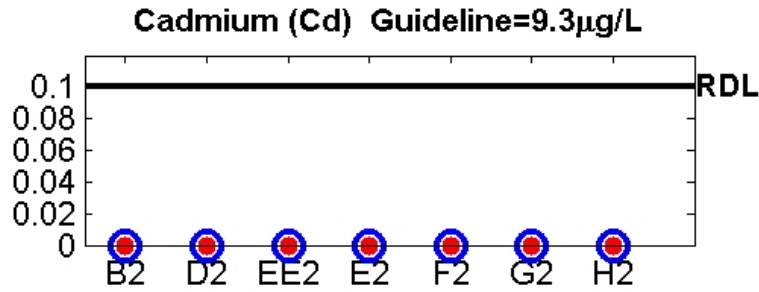 Cadmium (Cd) Guideline=9.3µg/L
0.1
RDL
0.08
0.06
0.04
0.02
0
B2 D2 EE2 E2 F2 G2 H2